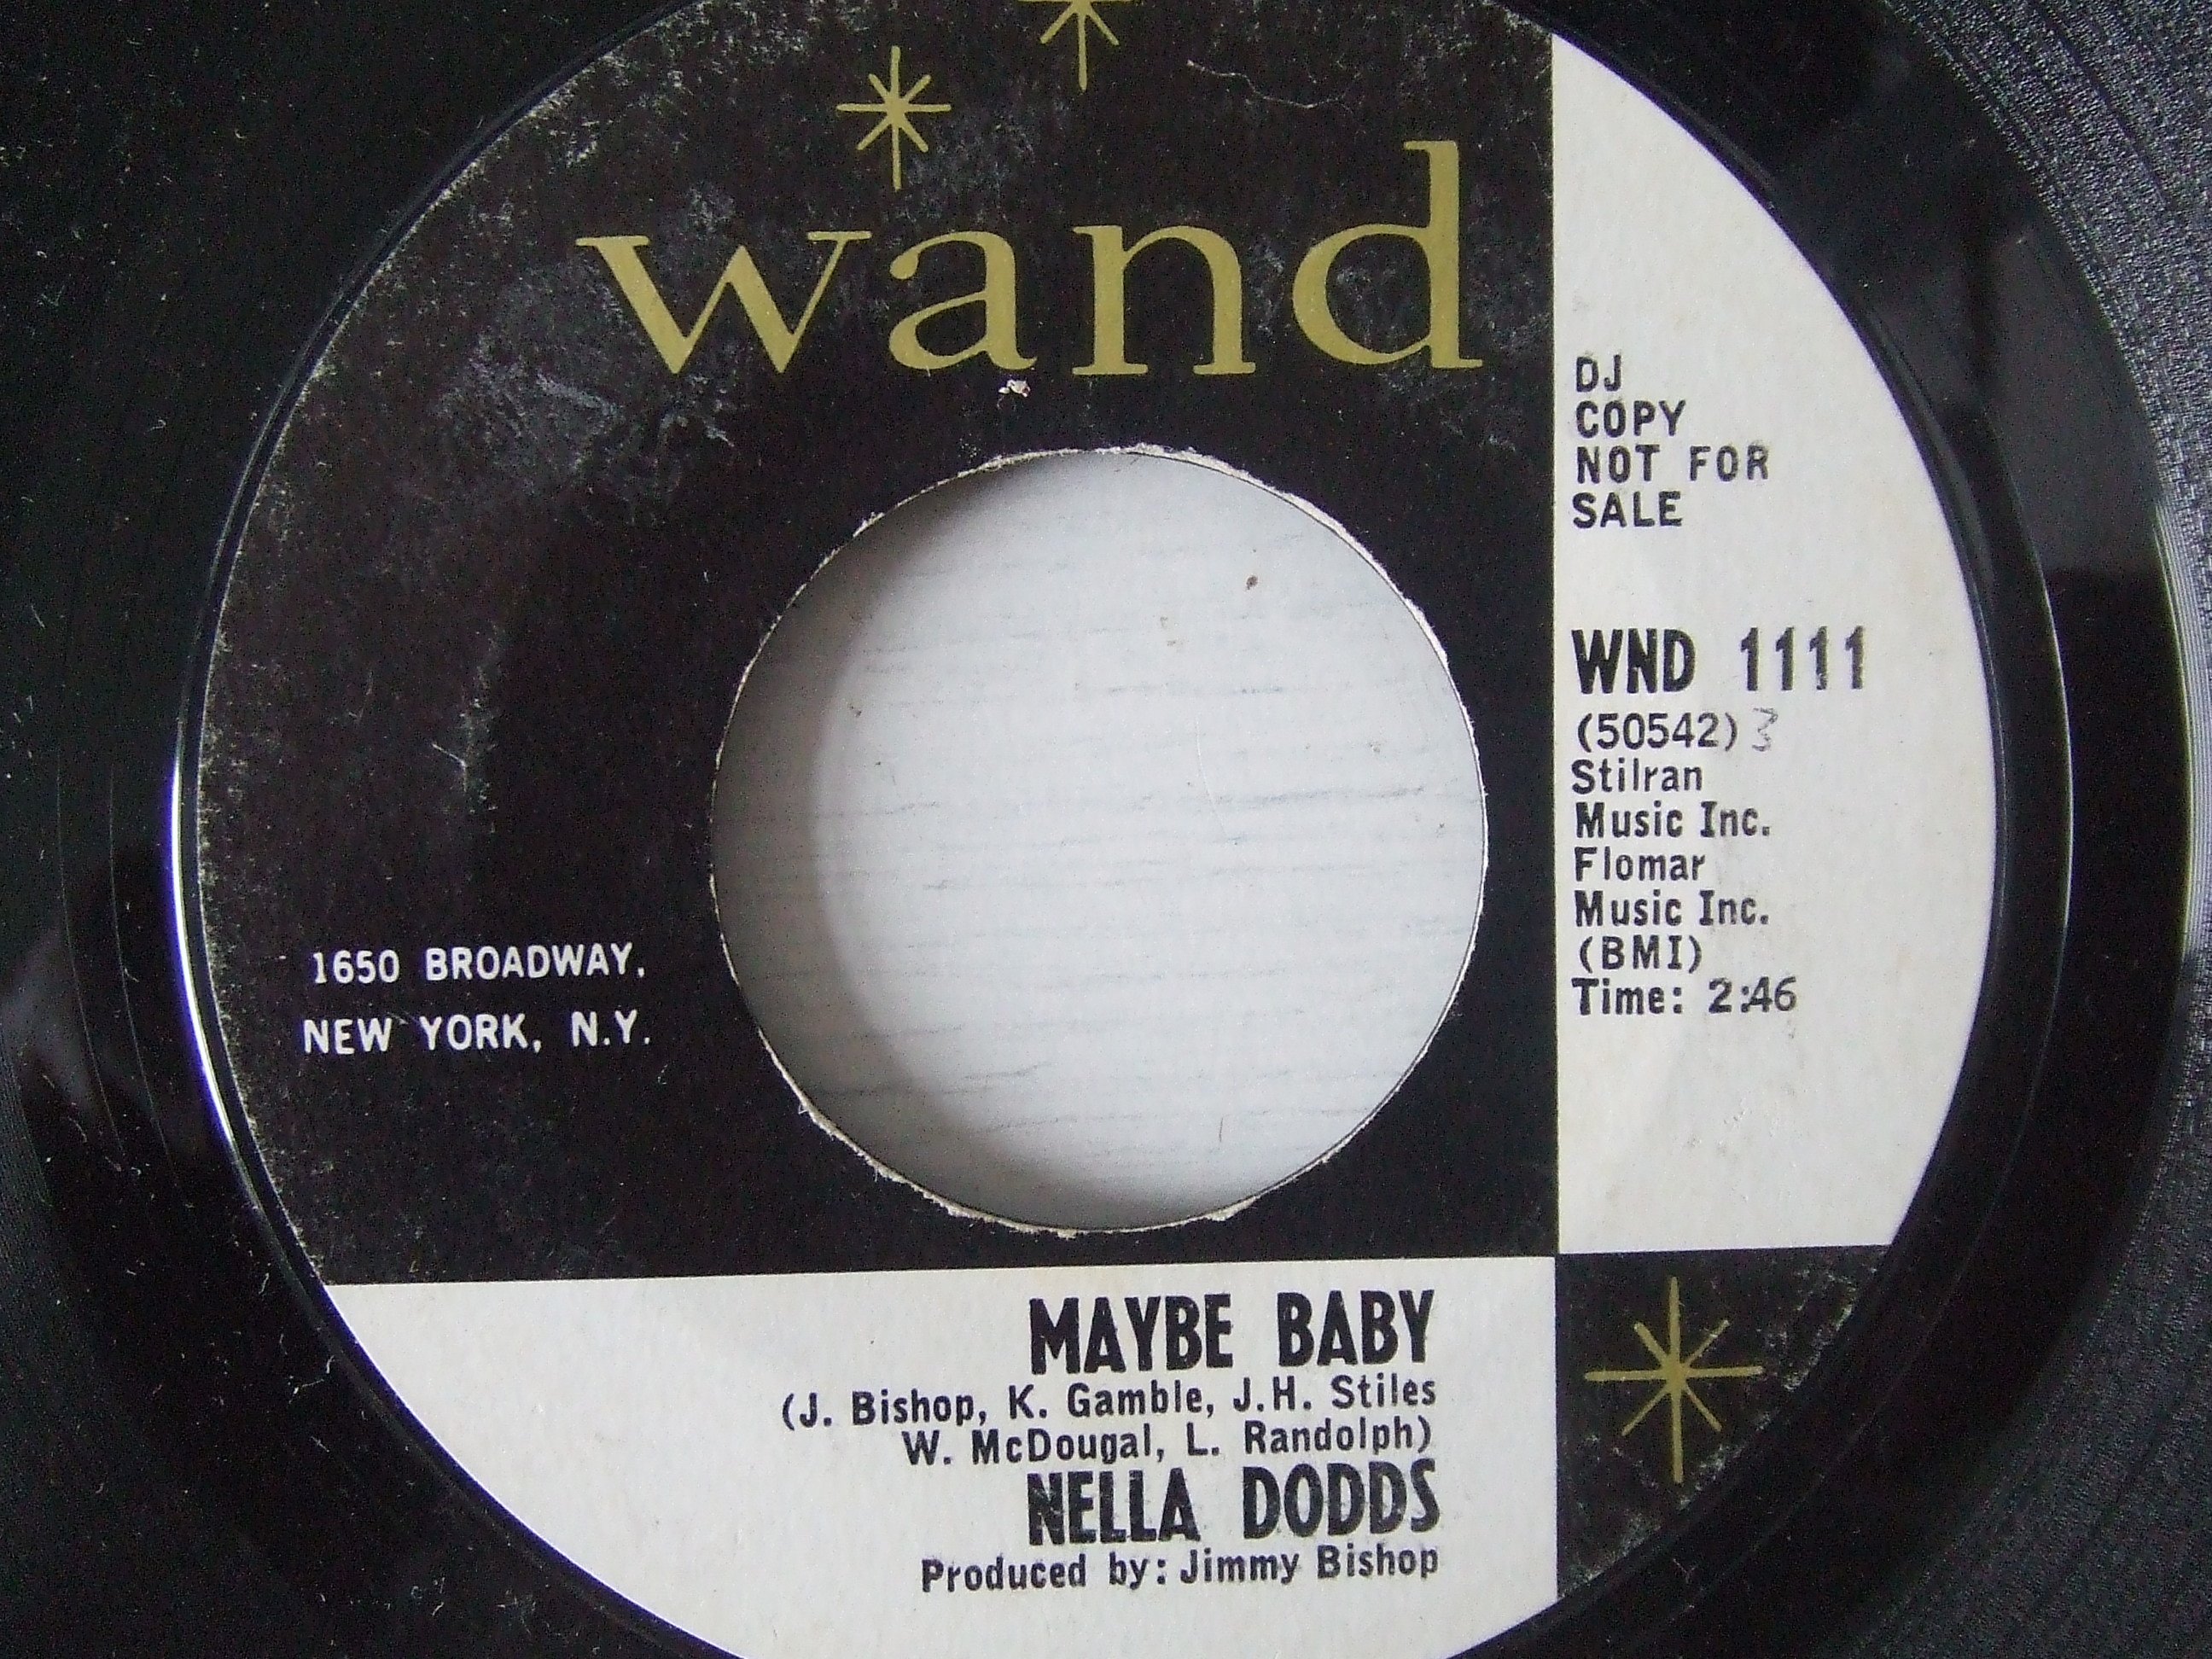 wand
DJ
COPY
NOT FOR
SALE
WND 1111
(50542) 3
Stilran
Music Inc.
Flomar
Music Inc.
(BMI)
Time: 2:46
1650 BROADWAY,
NEW YORK, N.Y.
MAYBE BABY
(J. Bishop, K. Gamble, J.H. Stiles
W. McDougal, L. Randolph)
NELLA DODDS
Produced by: Jimmy Bishop